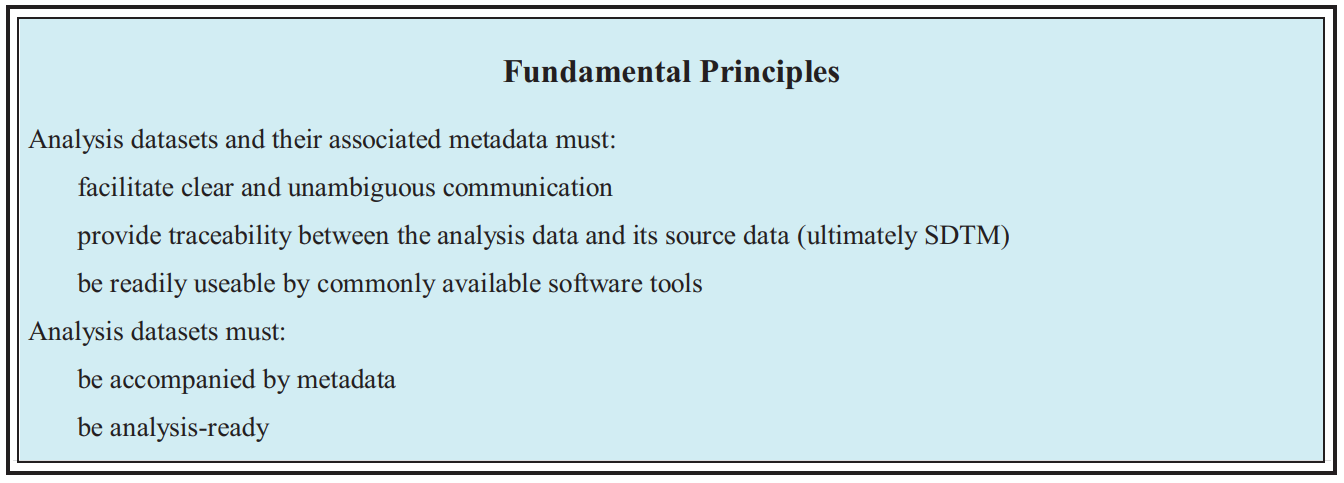 Fundamental Principles
Analysis datasets and their associated metadata must:
facilitate clear and unambiguous communication
provide traceability between the analysis data and its source data (ultimately SDTM)
be readily useable by commonly available software tools
Analysis datasets must:
be accompanied by metadata
be analysis-ready